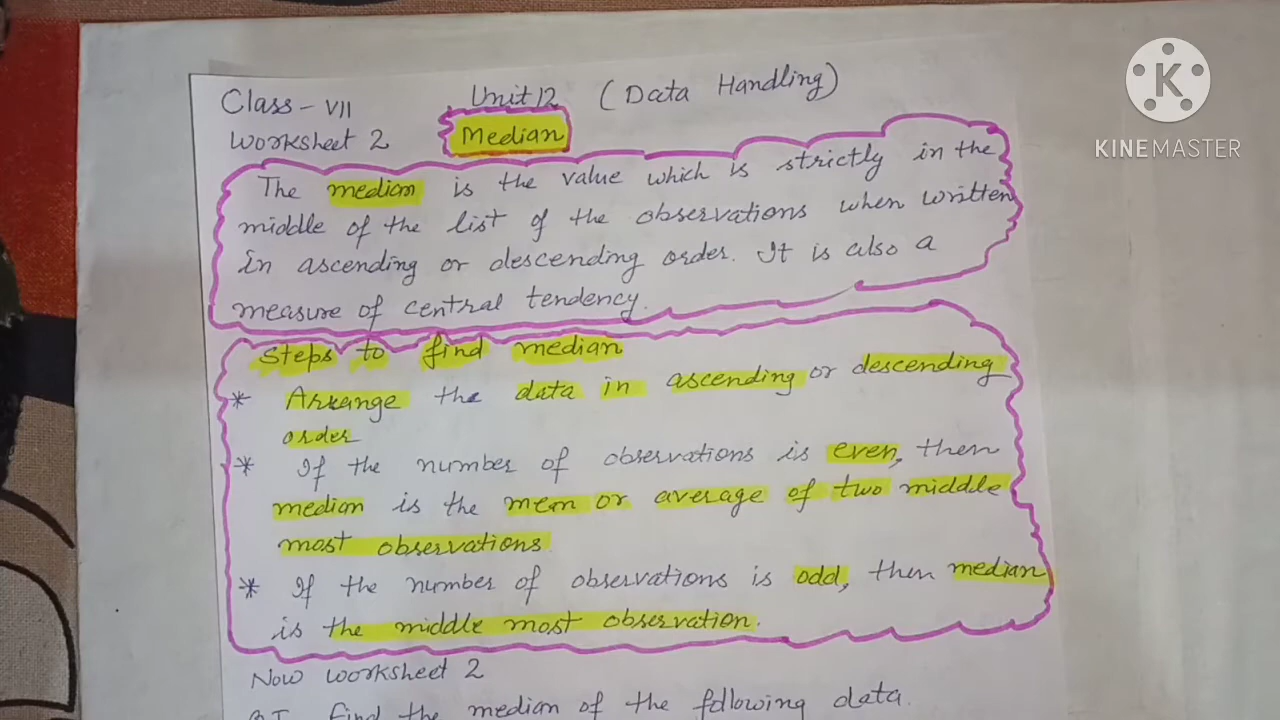 Class - VII Unit 12 (Data Handling)
Worksheet 2 Median
The median is the value which is strictly in the
middle of the list of the observations when written
in ascending or descending order. It is also a
measure of central tendency.
Steps to find median
* Arrange the data in ascending or descending
order
* If the number of observations is even, then
median is the mean or average of two middle
most observations
* If the number of observations is odd, then median
is the middle most observation.
Now worksheet 2
Q1 find the median of the following data.
K
KINEMASTER